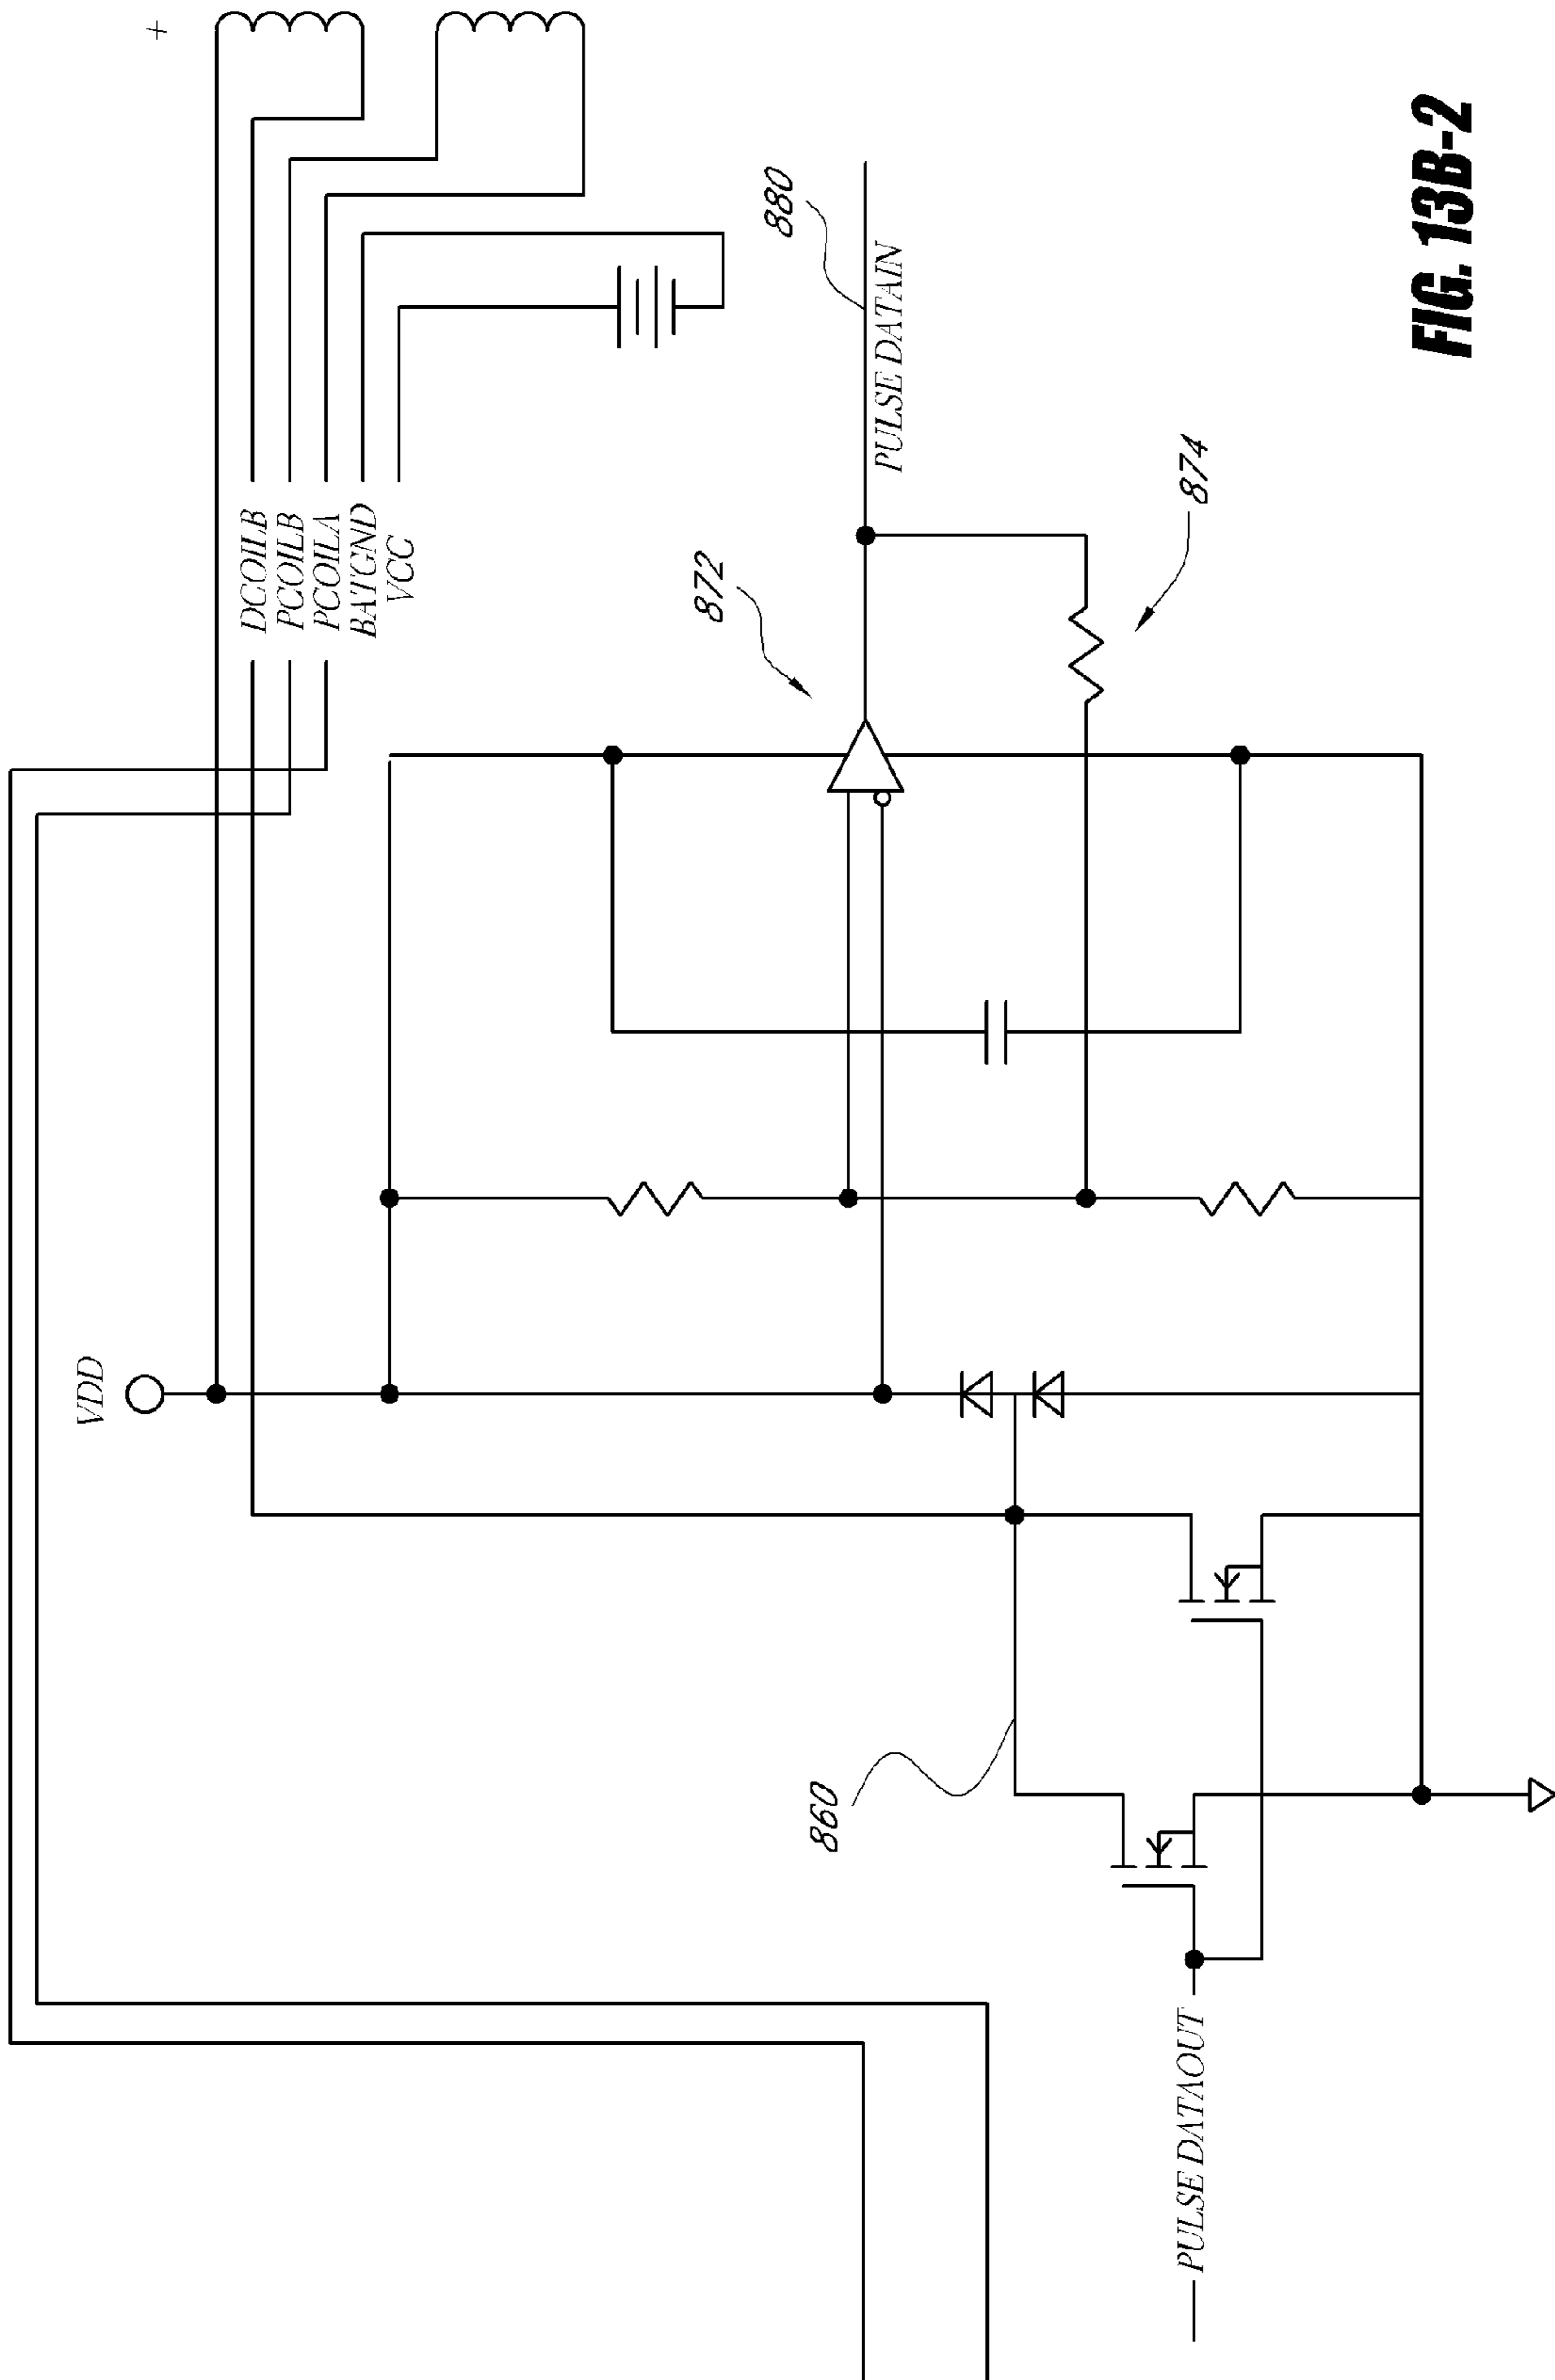 +
DCOILB
PCOILB
PCOILA
BATGND
VCC
880
PULSE DATAIN
872
874
VDD
860
PULSE DATAOUT
FIG. 13B-2